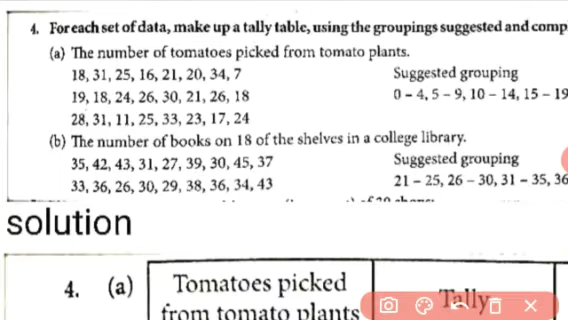 4. For each set of data, make up a tally table, using the groupings suggested and comp
(a) The number of tomatoes picked from tomato plants.
18, 31, 25, 16, 21, 20, 34, 7 Suggested grouping
19, 18, 24, 26, 30, 21, 26, 18 0 – 4, 5 – 9, 10 – 14, 15 – 19
28, 31, 11, 25, 33, 23, 17, 24
(b) The number of books on 18 of the shelves in a college library.
35, 42, 43, 31, 27, 39, 30, 45, 37 Suggested grouping
33, 36, 26, 30, 29, 38, 36, 34, 43 21 – 25, 26 – 30, 31 – 35, 36
solution
4. (a) Tomatoes picked
from tomato plants Tally